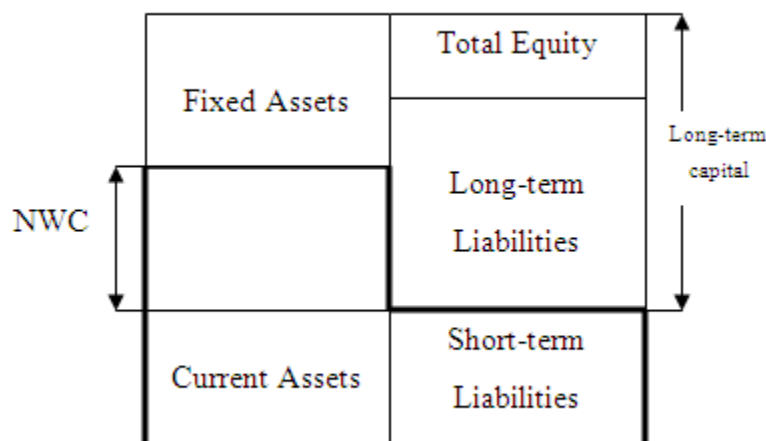 Total Equity
Fixed Assets
Long-term
capital
Long-term
Liabilities
NWC
Short-term
Liabilities
Current Assets